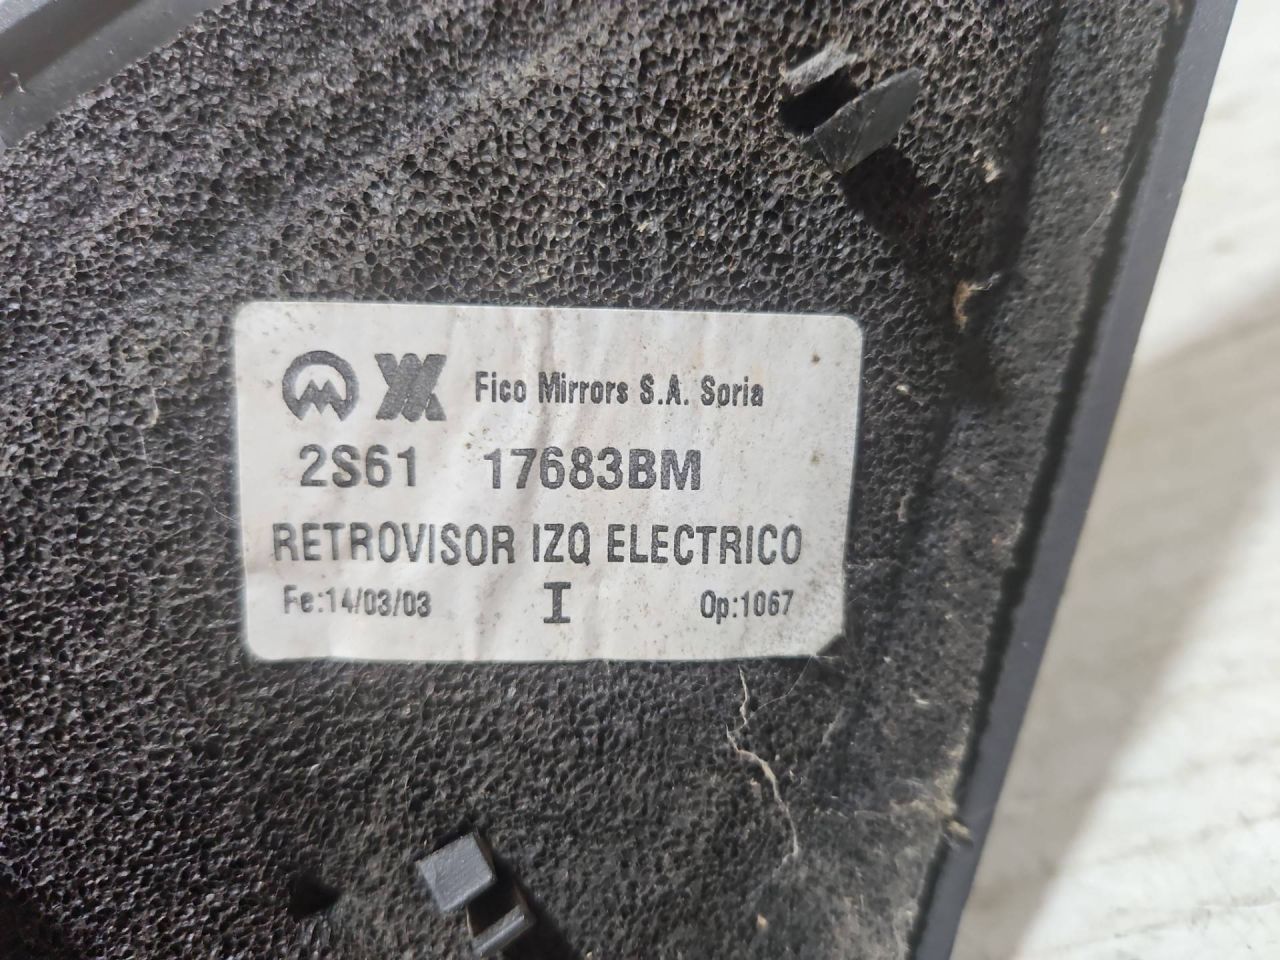 Fico Mirrors S.A. Soria
2S61 17683BM
RETROVISOR IZQ ELECTRICO
Fe:14/03/03 I Op:1067